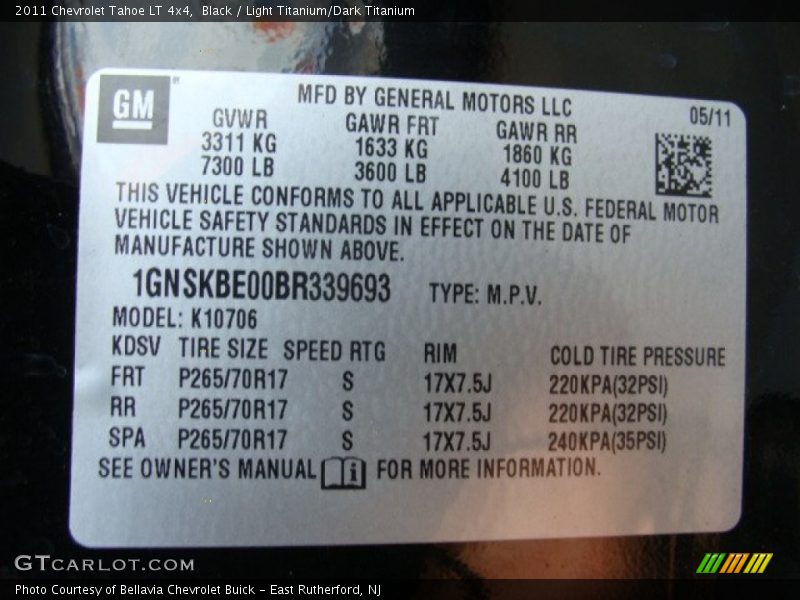 2011 Chevrolet Tahoe LT 4x4, Black / Light Titanium/Dark Titanium
GM
MFD BY GENERAL MOTORS LLC
05/11
GVWR GAWR FRT GAWR RR
3311 KG 1633 KG 1860 KG
7300 LB 3600 LB 4100 LB
THIS VEHICLE CONFORMS TO ALL APPLICABLE U.S. FEDERAL MOTOR
VEHICLE SAFETY STANDARDS IN EFFECT ON THE DATE OF
MANUFACTURE SHOWN ABOVE.
1GNSKBE00BR339693 TYPE: M.P.V.
MODEL: K10706
KDSV TIRE SIZE SPEED RTG RIM COLD TIRE PRESSURE
FRT P265/70R17 S 17X7.5J 220KPA(32PSI)
RR P265/70R17 S 17X7.5J 220KPA(32PSI)
SPA P265/70R17 S 17X7.5J 240KPA(35PSI)
SEE OWNER'S MANUAL i FOR MORE INFORMATION.
GTCARLOT.COM
Photo Courtesy of Bellavia Chevrolet Buick - East Rutherford, NJ